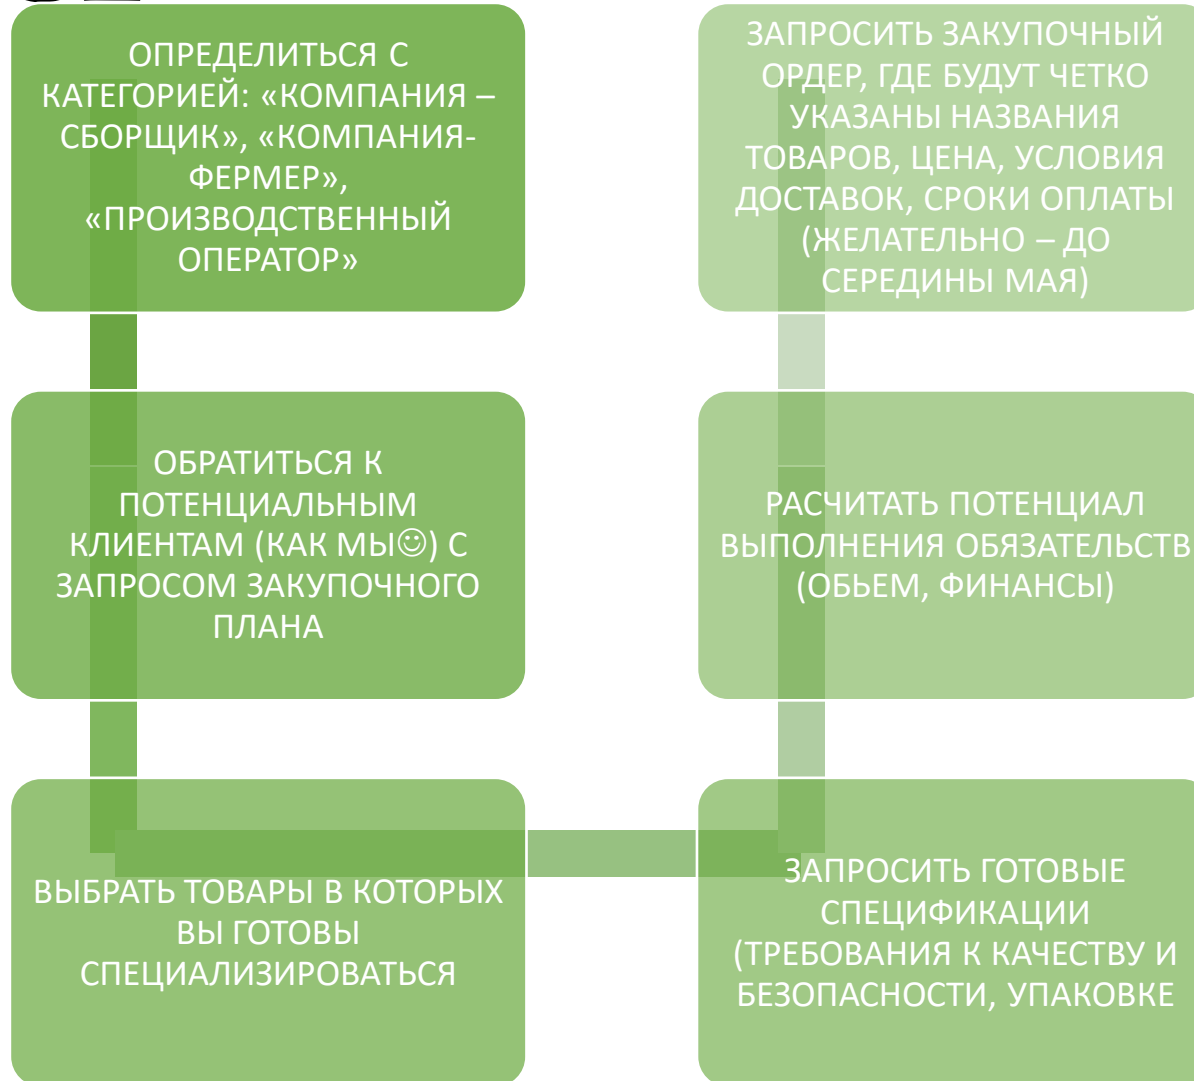 ОПРЕДЕЛИТЬСЯ С
КАТЕГОРИЕЙ: «КОМПАНИЯ –
СБОРЩИК», «КОМПАНИЯ-
ФЕРМЕР»,
«ПРОИЗВОДСТВЕННЫЙ
ОПЕРАТОР»
ОБРАТИТЬСЯ К
ПОТЕНЦИАЛЬНЫМ
КЛИЕНТАМ (КАК МЫ☺) С
ЗАПРОСОМ ЗАКУПОЧНОГО
ПЛАНА
ВЫБРАТЬ ТОВАРЫ В КОТОРЫХ
ВЫ ГОТОВЫ
СПЕЦИАЛИЗИРОВАТЬСЯ
ЗАПРОСИТЬ ГОТОВЫЕ
СПЕЦИФИКАЦИИ
(ТРЕБОВАНИЯ К КАЧЕСТВУ И
БЕЗОПАСНОСТИ, УПАКОВКЕ
РАСЧИТАТЬ ПОТЕНЦИАЛ
ВЫПОЛНЕНИЯ ОБЯЗАТЕЛЬСТВ
(ОБЬЕМ, ФИНАНСЫ)
ЗАПРОСИТЬ ЗАКУПОЧНЫЙ
ОРДЕР, ГДЕ БУДУТ ЧЕТКО
УКАЗАНЫ НАЗВАНИЯ
ТОВАРОВ, ЦЕНА, УСЛОВИЯ
ДОСТАВОК, СРОКИ ОПЛАТЫ
(ЖЕЛАТЕЛЬНО – ДО
СЕРЕДИНЫ МАЯ)